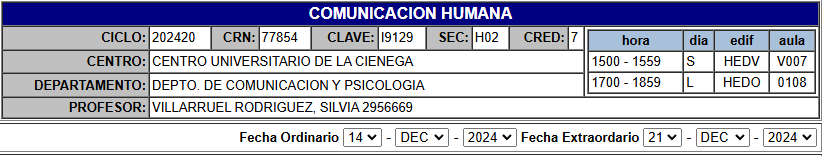 COMUNICACION HUMANA
CICLO: 202420 CRN: 77854 CLAVE: I9129 SEC: H02 CRED: 7
hora dia edif aula
CENTRO: CENTRO UNIVERSITARIO DE LA CIENEGA
1500 - 1559 S HEDV V007
DEPARTAMENTO: DEPTO. DE COMUNICACION Y PSICOLOGIA
1700 - 1859 L HEDO 0108
PROFESOR: VILLARRUEL RODRIGUEZ, SILVIA 2956669
Fecha Ordinario 14 - DEC - 2024 Fecha Extraordario 21 - DEC - 2024